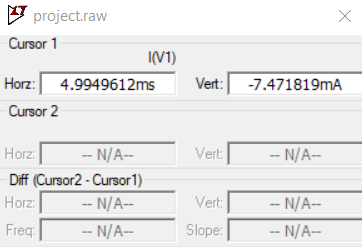 project.raw
Cursor 1
I(V1)
Horz: 4.9949612ms Vert: -7.471819mA
Cursor 2
Horz: -- N/A-- Vert: -- N/A--
Diff (Cursor2 - Cursor1)
Horz: -- N/A-- Vert: -- N/A--
Freq: -- N/A-- Slope: -- N/A--